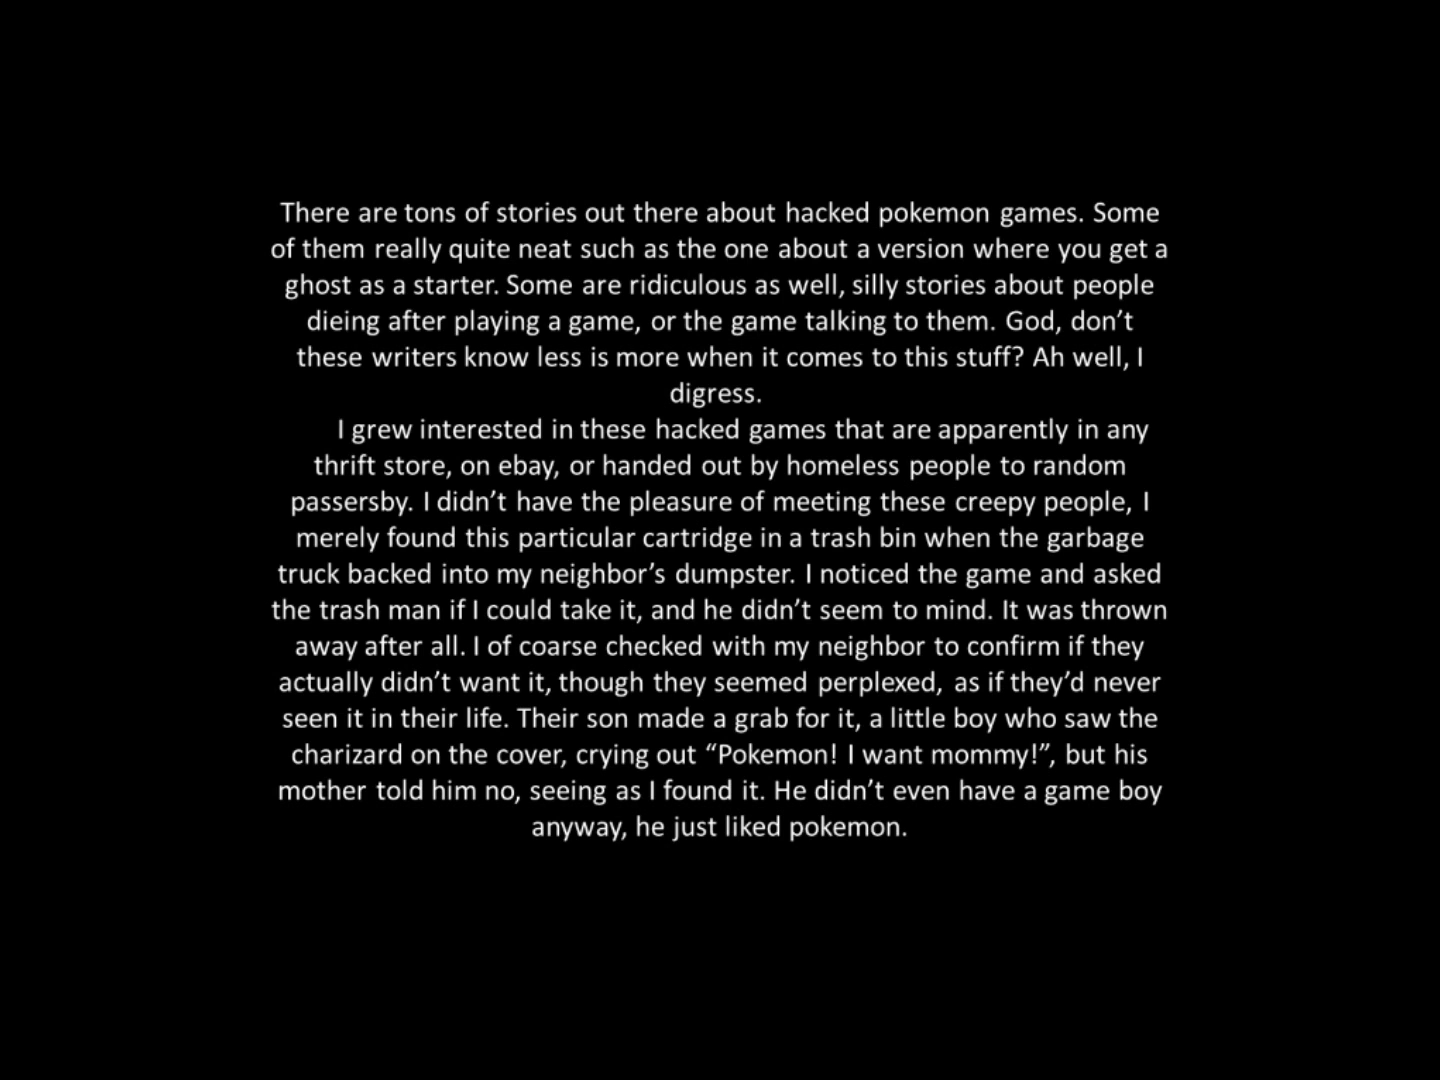 There are tons of stories out there about hacked pokemon games. Some
of them really quite neat such as the one about a version where you get a
ghost as a starter. Some are ridiculous as well, silly stories about people
dieing after playing a game, or the game talking to them. God, don’t
these writers know less is more when it comes to this stuff? Ah well, I
digress.
I grew interested in these hacked games that are apparently in any
thrift store, on ebay, or handed out by homeless people to random
passersby. I didn’t have the pleasure of meeting these creepy people, I
merely found this particular cartridge in a trash bin when the garbage
truck backed into my neighbor’s dumpster. I noticed the game and asked
the trash man if I could take it, and he didn’t seem to mind. It was thrown
away after all. I of coarse checked with my neighbor to confirm if they
actually didn’t want it, though they seemed perplexed, as if they’d never
seen it in their life. Their son made a grab for it, a little boy who saw the
charizard on the cover, crying out “Pokemon! I want mommy!”, but his
mother told him no, seeing as I found it. He didn’t even have a game boy
anyway, he just liked pokemon.